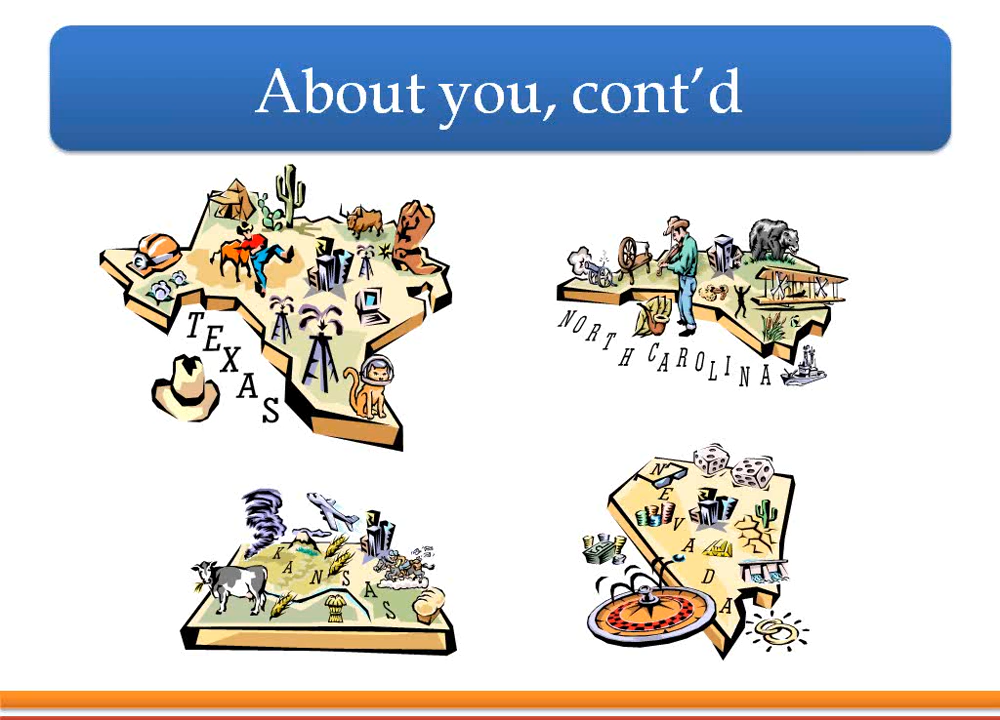 About you, cont’d
TEXAS
NORTH CAROLINA
KANSAS
NEVADA